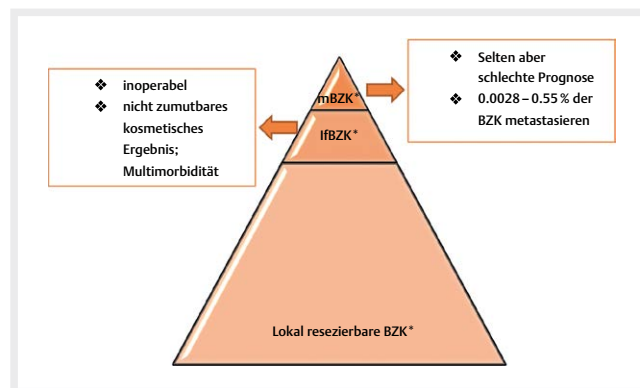 ❖ inoperabel
❖ nicht zumutbares
kosmetisches
Ergebnis;
Multimorbidität
❖ Selten aber
schlechte Prognose
❖ 0.0028 – 0.55 % der
BZK metastasieren
mBZK*
lfBZK*
Lokal resezierbare BZK*